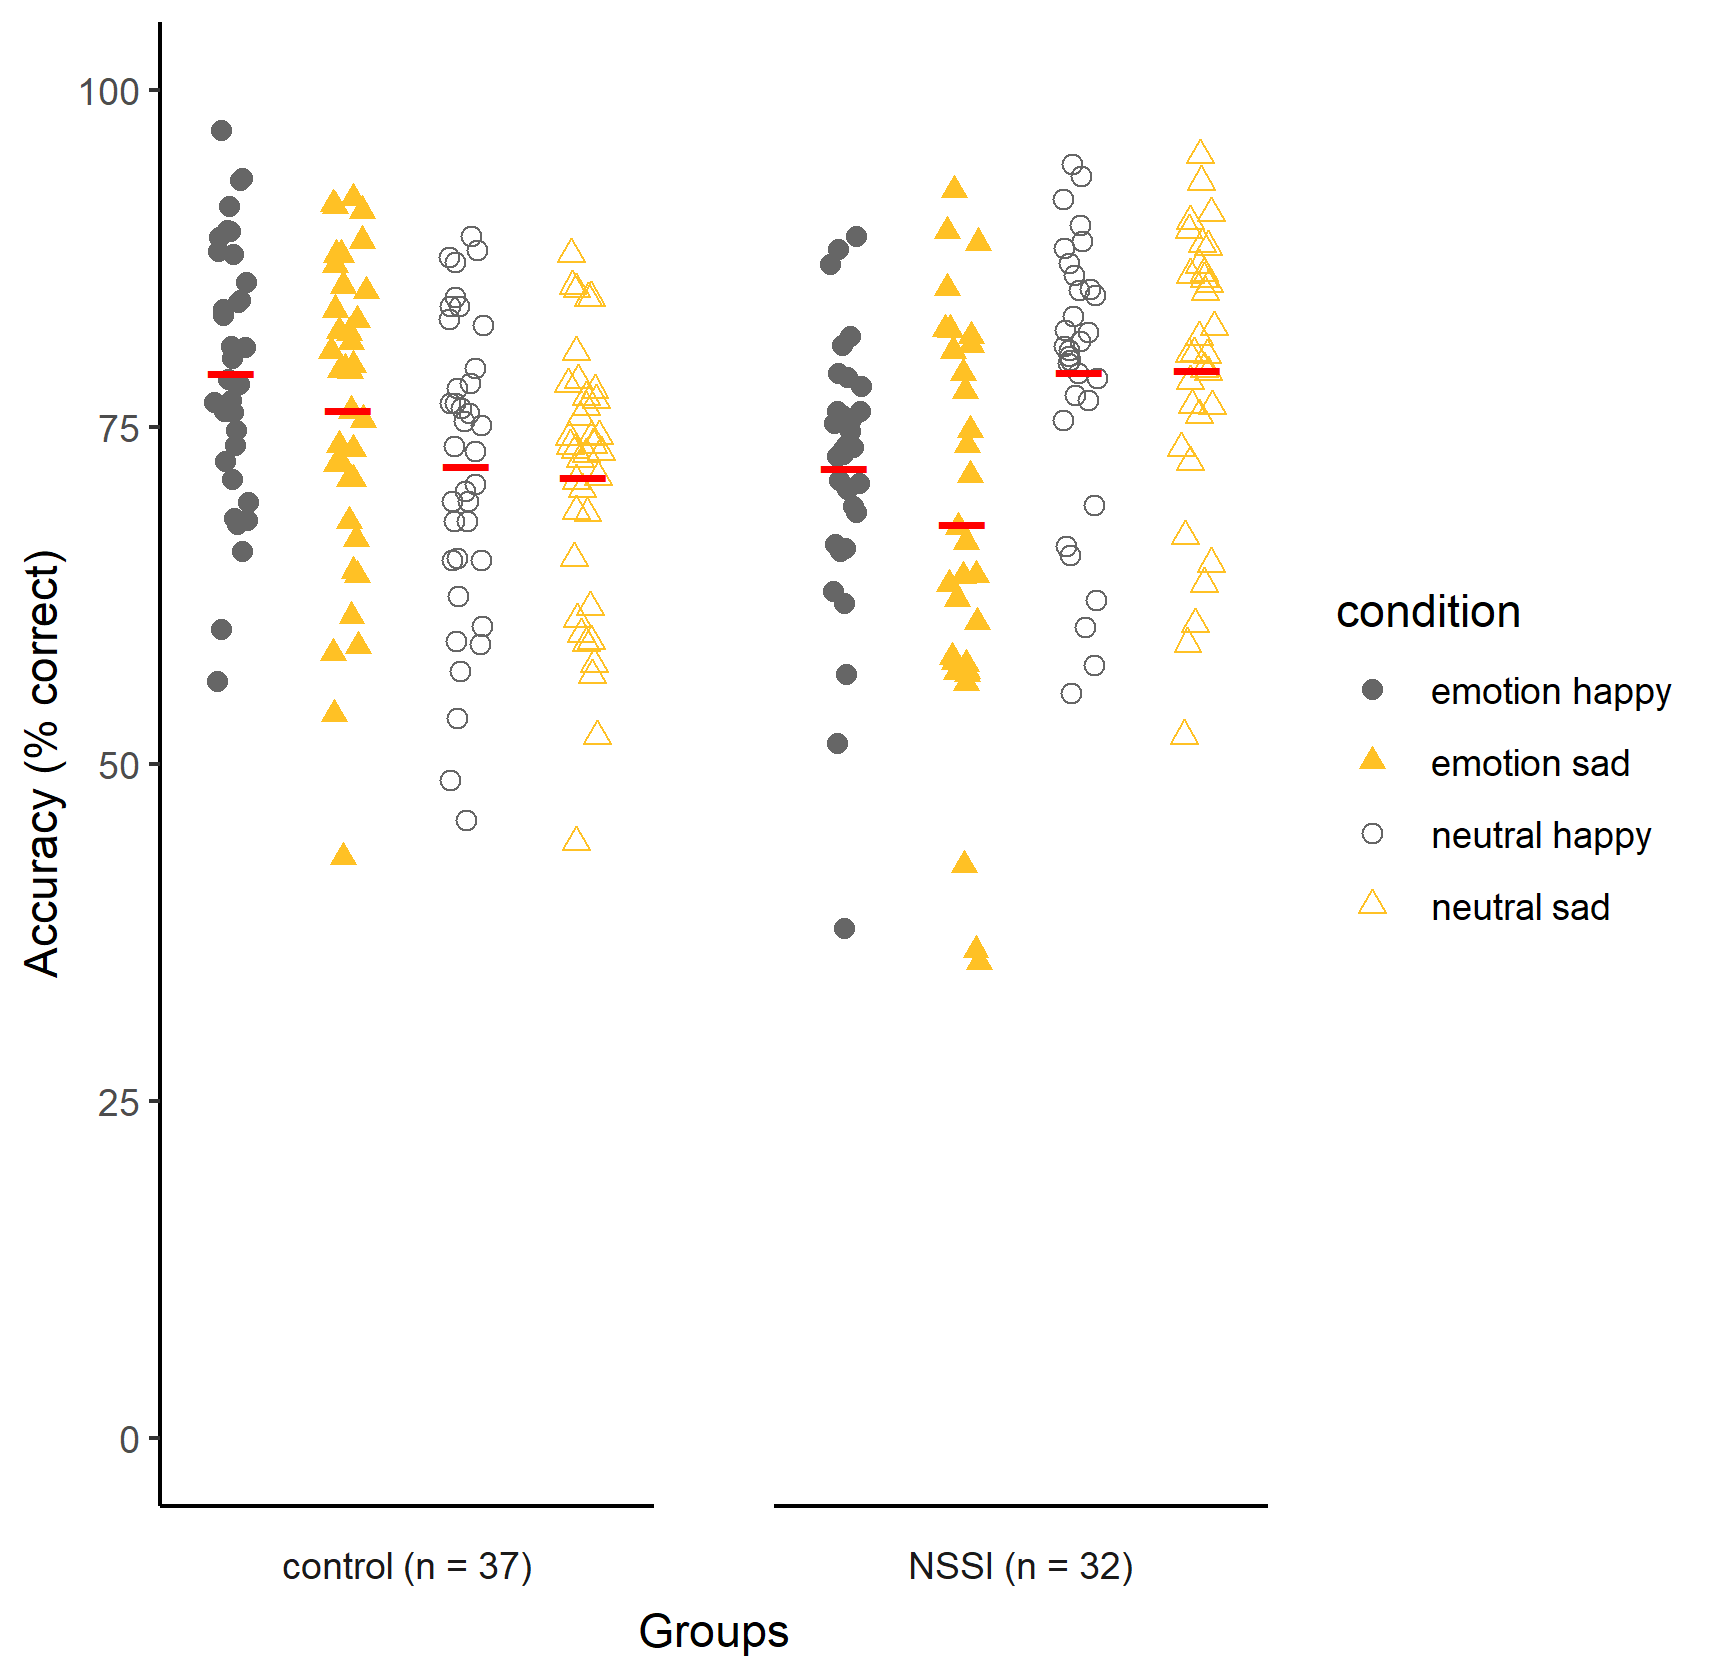 100
75
50
25
0
Accuracy (% correct)
control (n = 37)
NSSI (n = 32)
Groups
condition
emotion happy
emotion sad
neutral happy
neutral sad